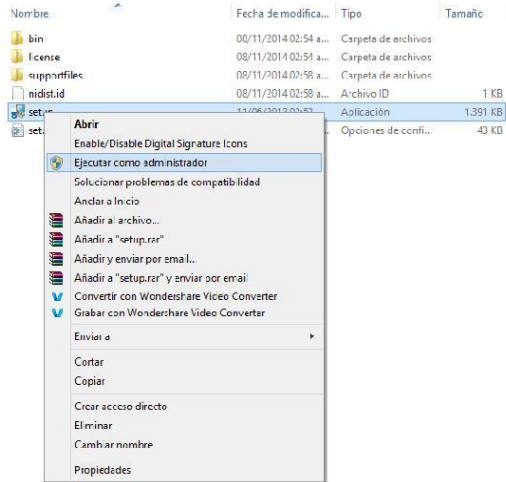 Nombre Fecha de modifica... Tipo Tamaño
bin 08/11/2014 02:54 a... Carpeta de archivos
license 08/11/2014 02:54 a... Carpeta de archivos
supportfiles 08/11/2014 02:58 a... Carpeta de archivos
nidist.id 08/11/2014 02:58 a... Archivo ID 1 KB
Aplicación 1.391 KB
Opciones de confi... 43 KB
Abrir
Enable/Disable Digital Signature Icons
Ejecutar como administrador
Solucionar problemas de compatibilidad
Anclar a Inicio
Añadir al archivo...
Añadir a "setup.rar"
Añadir y enviar por email...
Añadir a "setup.rar" y enviar por email
Convertir con Wondershare Video Converter
Grabar con Wondershare Video Converter
Enviar a
Cortar
Copiar
Crear acceso directo
Eliminar
Cambiar nombre
Propiedades